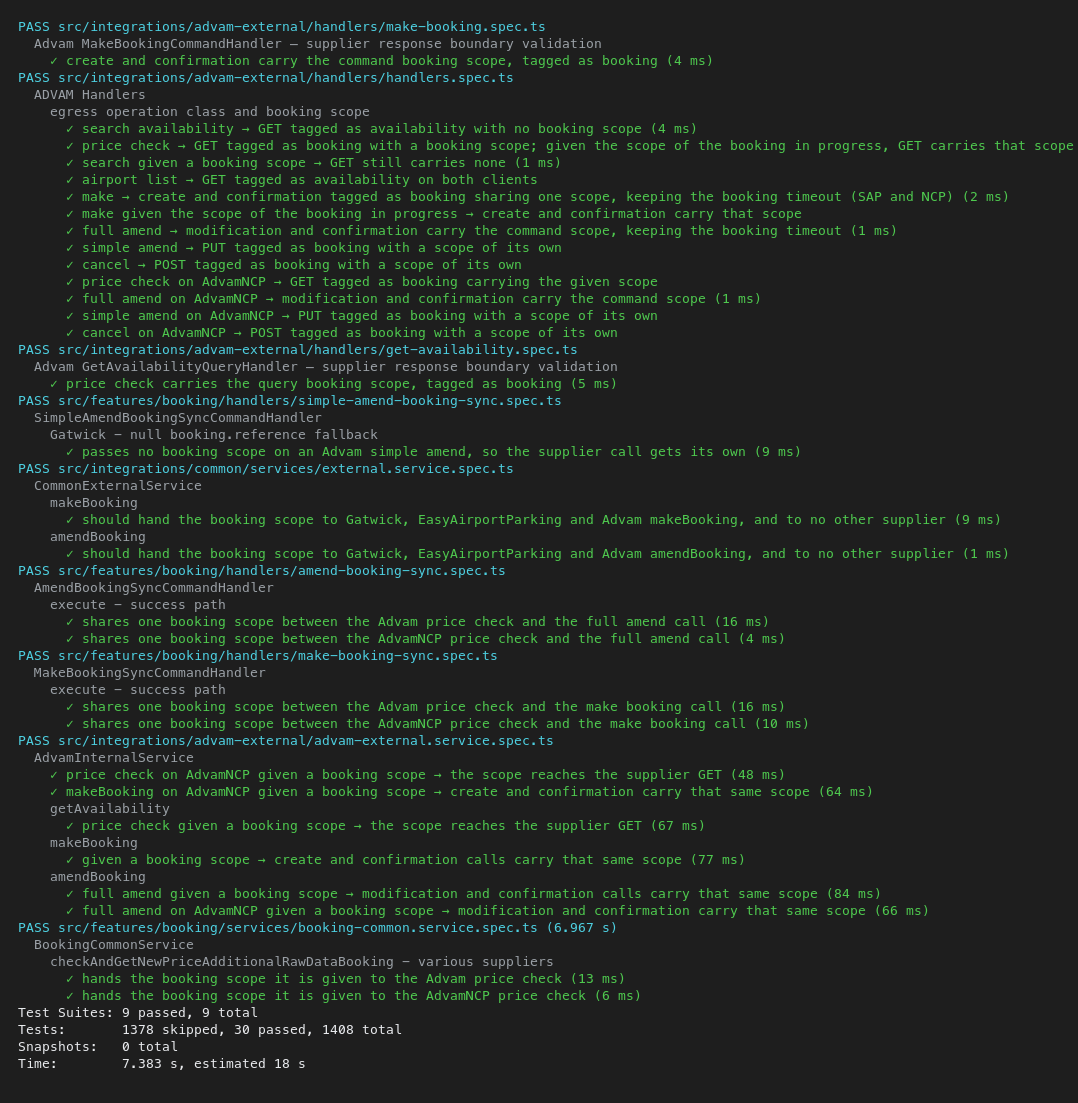 PASS src/integrations/advam-external/handlers/make-booking.spec.ts
Advam MakeBookingCommandHandler — supplier response boundary validation
✓ create and confirmation carry the command booking scope, tagged as booking (4 ms)
PASS src/integrations/advam-external/handlers/handlers.spec.ts
ADVAM Handlers
egress operation class and booking scope
✓ search availability → GET tagged as availability with no booking scope (4 ms)
✓ price check → GET tagged as booking with a booking scope; given the scope of the booking in progress, GET carries that scope
✓ search given a booking scope → GET still carries none (1 ms)
✓ airport list → GET tagged as availability on both clients
✓ make → create and confirmation tagged as booking sharing one scope, keeping the booking timeout (SAP and NCP) (2 ms)
✓ make given the scope of the booking in progress → create and confirmation carry that scope
✓ full amend → modification and confirmation carry the command scope, keeping the booking timeout (1 ms)
✓ simple amend → PUT tagged as booking with a scope of its own
✓ cancel → POST tagged as booking with a scope of its own
✓ price check on AdvamNCP → GET tagged as booking carrying the given scope
✓ full amend on AdvamNCP → modification and confirmation carry the command scope (1 ms)
✓ simple amend on AdvamNCP → PUT tagged as booking with a scope of its own
✓ cancel on AdvamNCP → POST tagged as booking with a scope of its own
PASS src/integrations/advam-external/handlers/get-availability.spec.ts
Advam GetAvailabilityQueryHandler — supplier response boundary validation
✓ price check carries the query booking scope, tagged as booking (5 ms)
PASS src/features/booking/handlers/simple-amend-booking-sync.spec.ts
SimpleAmendBookingSyncCommandHandler
Gatwick - null booking.reference fallback
✓ passes no booking scope on an Advam simple amend, so the supplier call gets its own (9 ms)
PASS src/integrations/common/services/external.service.spec.ts
CommonExternalService
makeBooking
✓ should hand the booking scope to Gatwick, EasyAirportParking and Advam makeBooking, and to no other supplier (9 ms)
amendBooking
✓ should hand the booking scope to Gatwick, EasyAirportParking and Advam amendBooking, and to no other supplier (1 ms)
PASS src/features/booking/handlers/amend-booking-sync.spec.ts
AmendBookingSyncCommandHandler
execute - success path
✓ shares one booking scope between the Advam price check and the full amend call (16 ms)
✓ shares one booking scope between the AdvamNCP price check and the full amend call (4 ms)
PASS src/features/booking/handlers/make-booking-sync.spec.ts
MakeBookingSyncCommandHandler
execute - success path
✓ shares one booking scope between the Advam price check and the make booking call (16 ms)
✓ shares one booking scope between the AdvamNCP price check and the make booking call (10 ms)
PASS src/integrations/advam-external/advam-external.service.spec.ts
AdvamInternalService
✓ price check on AdvamNCP given a booking scope → the scope reaches the supplier GET (48 ms)
✓ makeBooking on AdvamNCP given a booking scope → create and confirmation carry that same scope (64 ms)
getAvailability
✓ price check given a booking scope → the scope reaches the supplier GET (67 ms)
makeBooking
✓ given a booking scope → create and confirmation calls carry that same scope (77 ms)
amendBooking
✓ full amend given a booking scope → modification and confirmation calls carry that same scope (84 ms)
✓ full amend on AdvamNCP given a booking scope → modification and confirmation carry that same scope (66 ms)
PASS src/features/booking/services/booking-common.service.spec.ts (6.967 s)
BookingCommonService
checkAndGetNewPriceAdditionalRawDataBooking - various suppliers
✓ hands the booking scope it is given to the Advam price check (13 ms)
✓ hands the booking scope it is given to the AdvamNCP price check (6 ms)
Test Suites: 9 passed, 9 total
Tests: 1378 skipped, 30 passed, 1408 total
Snapshots: 0 total
Time: 7.383 s, estimated 18 s